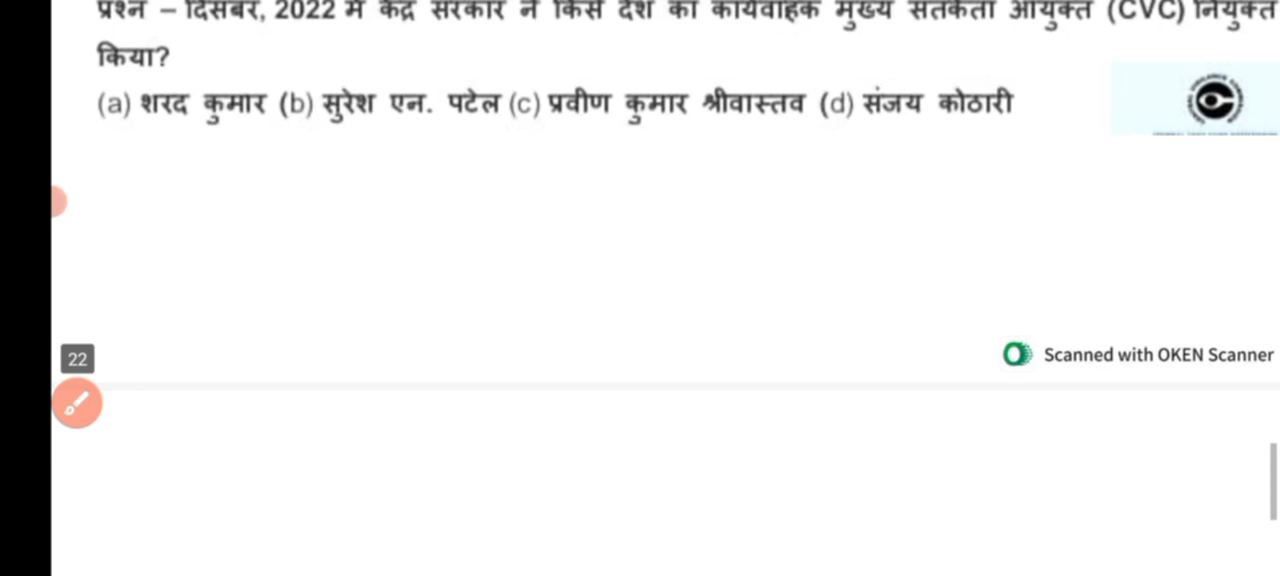 प्रश्न – दिसंबर, 2022 में केंद्र सरकार ने किसे देश का कार्यवाहक मुख्य सतर्कता आयुक्त (CVC) नियुक्त
किया?
(a) शरद कुमार (b) सुरेश एन. पटेल (c) प्रवीण कुमार श्रीवास्तव (d) संजय कोठारी
22
Scanned with OKEN Scanner